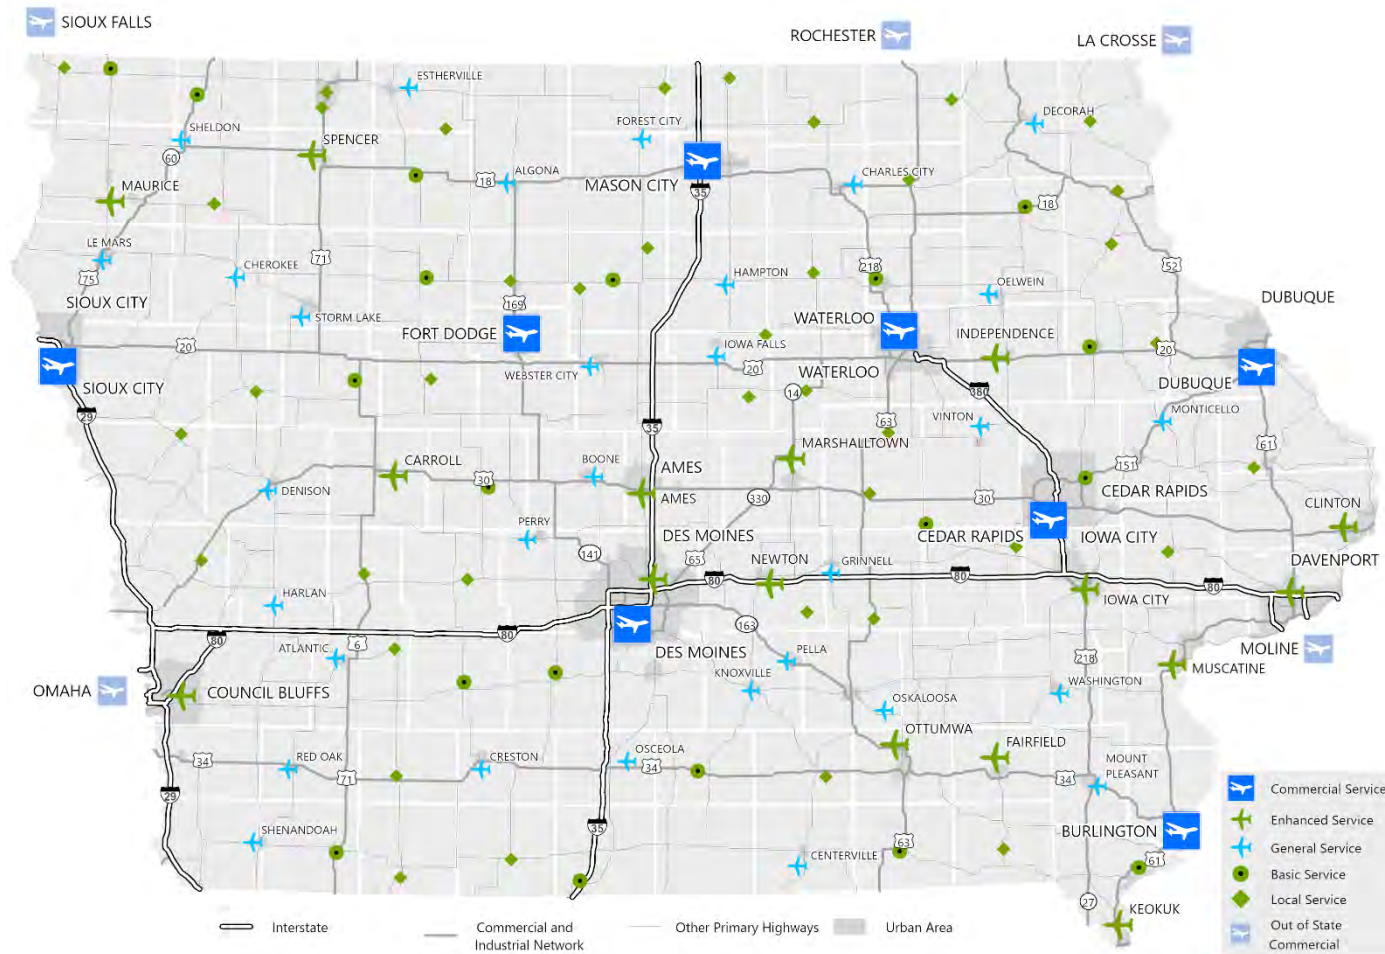 SIOUX FALLS
ROCHESTER
LA CROSSE
ESTHERVILLE
DECORAH
FOREST CITY
SHELDON
SPENCER
60
ALGONA
18
MASON CITY
35
CHARLES CITY
MAURICE
18
LE MARS
75
CHEROKEE
71
218
52
HAMPTON
OELWEIN
SIOUX CITY
STORM LAKE
169
FORT DODGE
WATERLOO
INDEPENDENCE
DUBUQUE
20
IOWA FALLS
20
20
WEBSTER CITY
WATERLOO
DUBUQUE
SIOUX CITY
29
14
380
MONTICELLO
35
63
VINTON
61
MARSHALLTOWN
CARROLL
BOONE
AMES
151
30
DENISON
AMES
330
30
CEDAR RAPIDS
CLINTON
PERRY
DES MOINES
CEDAR RAPIDS
IOWA CITY
141
65
NEWTON
GRINNELL
DAVENPORT
80
80
80
HARLAN
IOWA CITY
163
80
80
6
ATLANTIC
DES MOINES
PELLA
218
MOLINE
MUSCATINE
OMAHA
COUNCIL BLUFFS
KNOXVILLE
WASHINGTON
OSKALOOSA
OTTUMWA
FAIRFIELD
34
RED OAK
71
CRESTON
OSCEOLA
34
34
MOUNT
PLEASANT
29
35
SHENANDOAH
63
BURLINGTON
CENTERVILLE
61
27
KEOKUK
Commercial Service
Enhanced Service
General Service
Basic Service
Local Service
Out of State
Commercial
Interstate
Commercial and
Industrial Network
Other Primary Highways
Urban Area